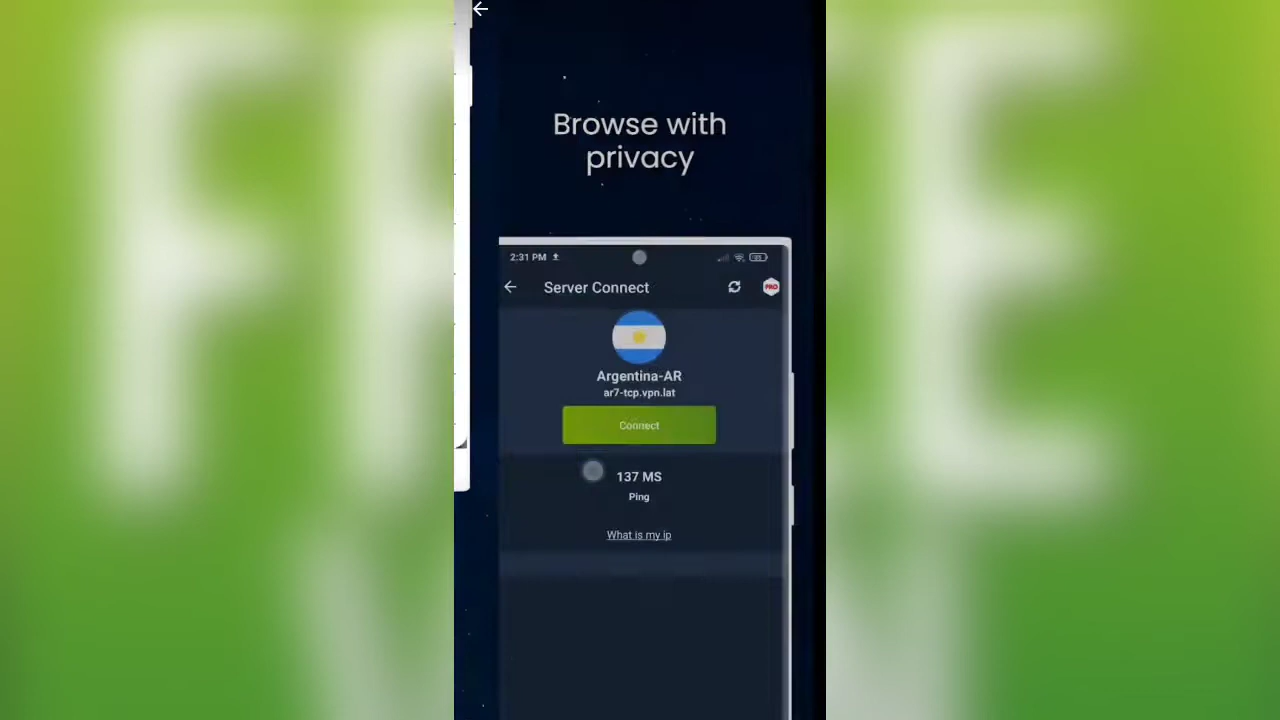 Browse with
privacy
2:31 PM
Server Connect
PRO
Argentina-AR
ar7-tcp.vpn.lat
Connect
137 MS
Ping
What is my ip